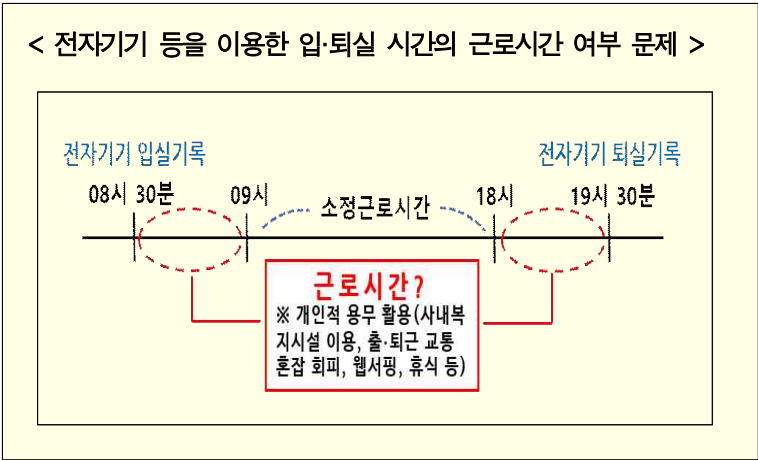 < 전자기기 등을 이용한 입·퇴실 시간의 근로시간 여부 문제 >
전자기기 입실기록
전자기기 퇴실기록
08시 30분
09시
소정근로시간
18시
19시 30분
근로시간?
※ 개인적 용무 활용(사내복
지시설 이용, 출·퇴근 교통
혼잡 회피, 웹서핑, 휴식 등)